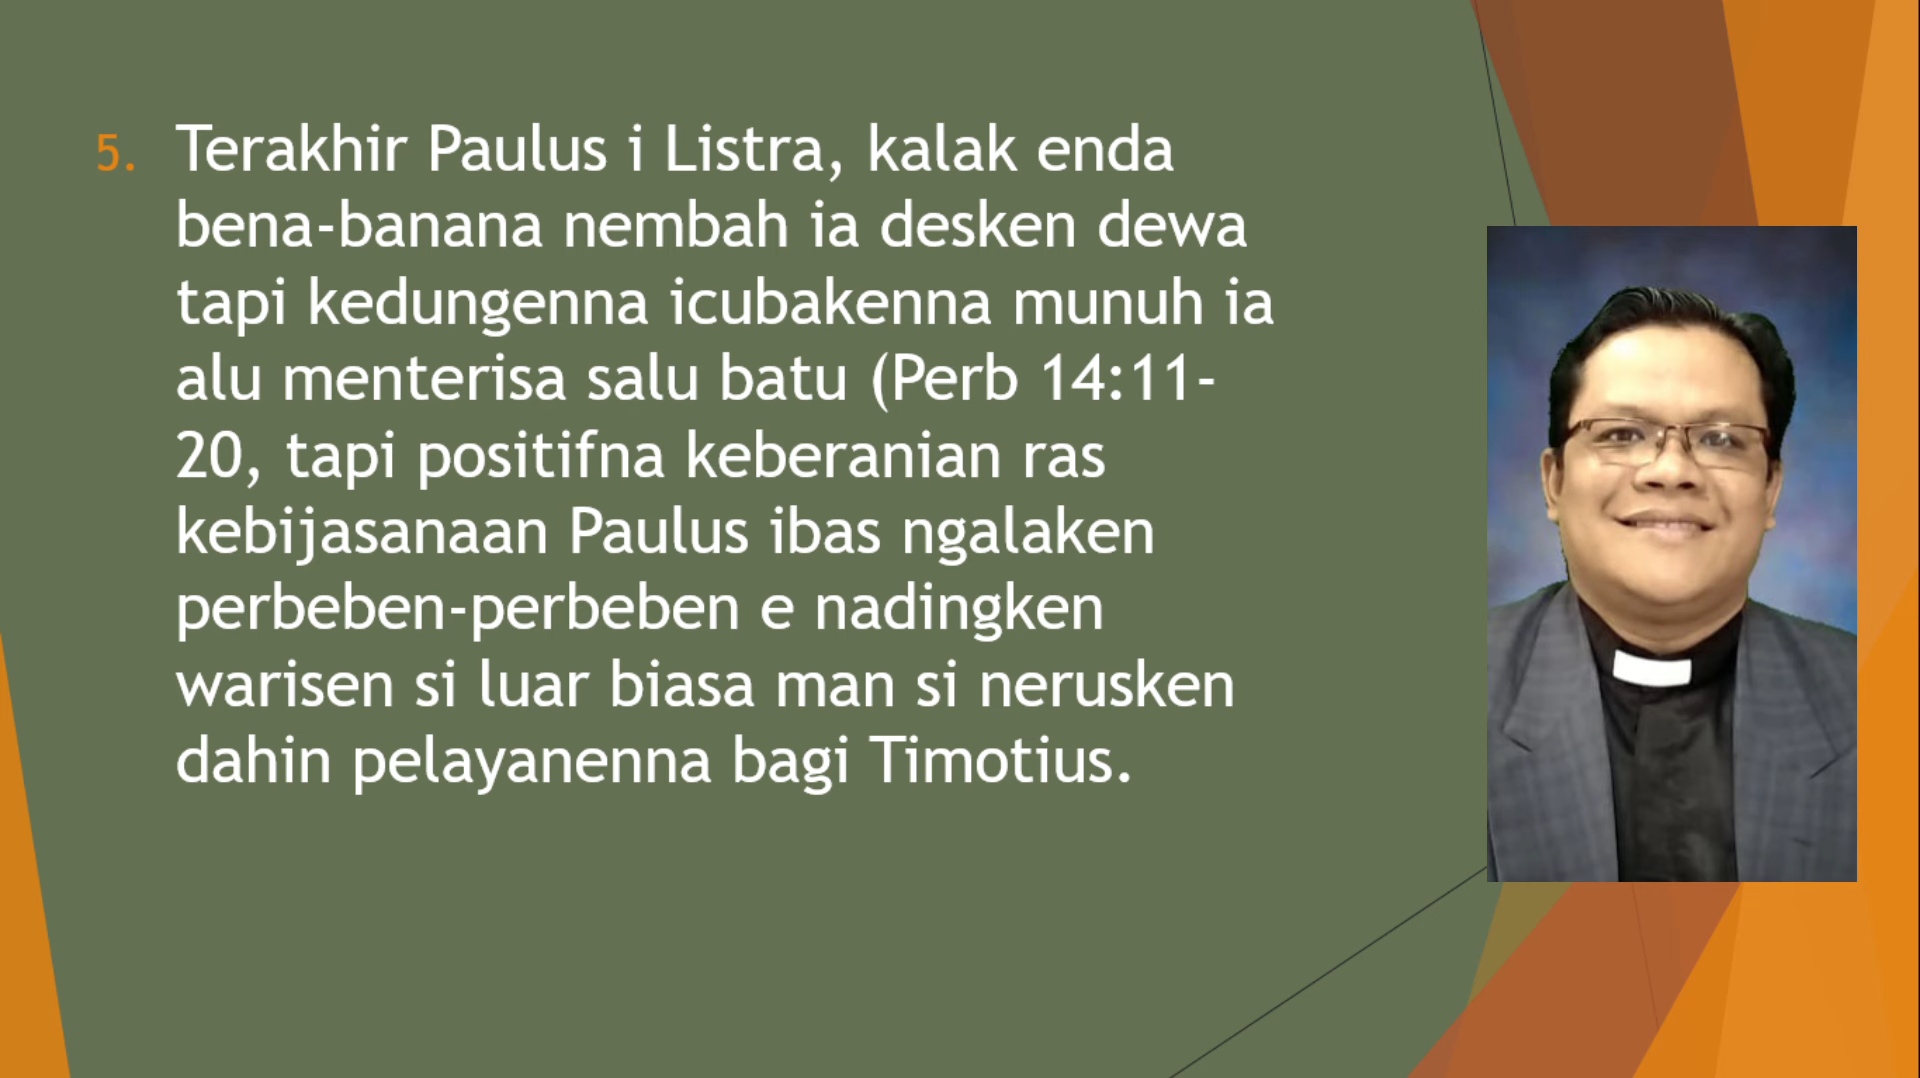 5. Terakhir Paulus i Listra, kalak enda
bena-banana nembah ia desken dewa
tapi kedungenna icubakenna munuh ia
alu menterisa salu batu (Perb 14:11-
20, tapi positifna keberanian ras
kebijasanaan Paulus ibas ngalaken
perbeben-perbeben e nadingken
warisen si luar biasa man si nerusken
dahin pelayanenna bagi Timotius.